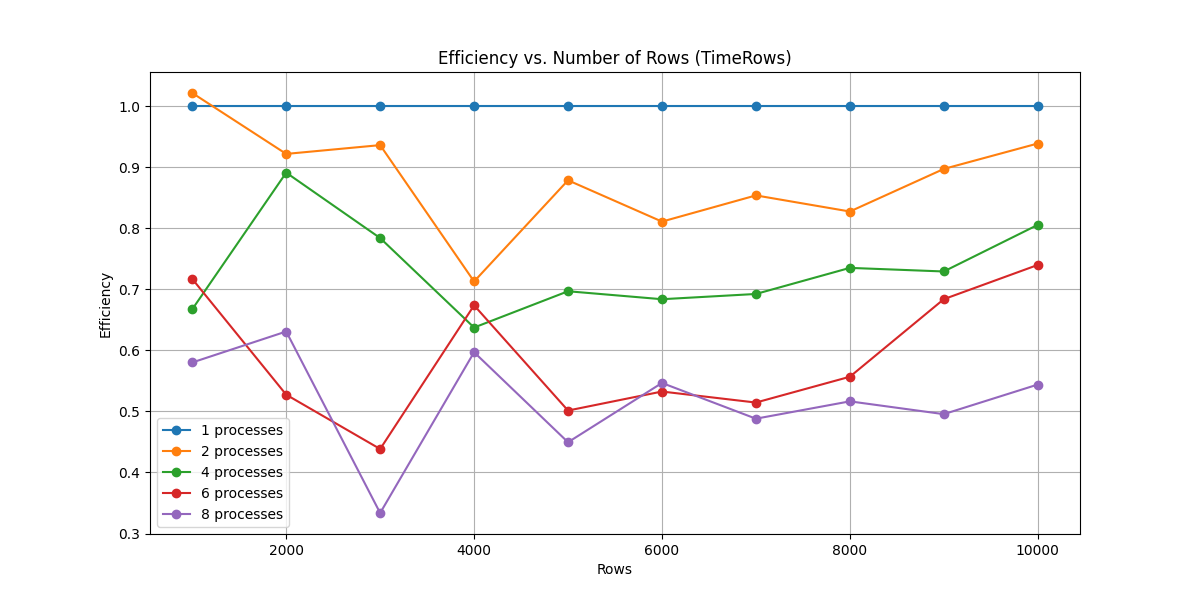 Efficiency vs. Number of Rows (TimeRows)
Efficiency
1.0
0.9
0.8
0.7
0.6
0.5
0.4
0.3
1 processes
2 processes
4 processes
6 processes
8 processes
2000 4000 6000 8000 10000
Rows